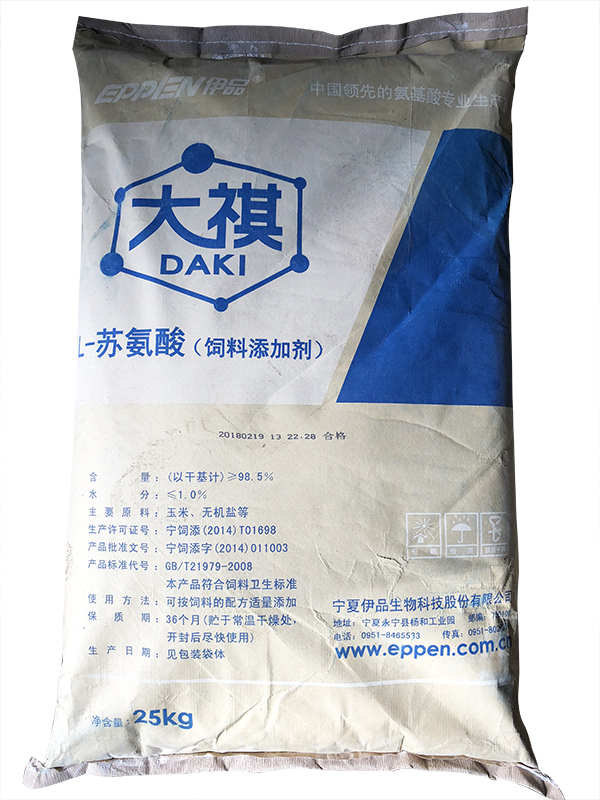 EPPEN伊品®
中国领先的氨基酸专业生产
大祺
DAKI
L-苏氨酸（饲料添加剂）
20180219 13 22:28 合格
含量：(以干基计)≥98.5%
水分：≤1.0%
主要原料：玉米、无机盐等
生产许可证号：宁饲添(2014)T01698
产品批准文号：宁饲添字(2014)011003
产品标准代号：GB/T21979-2008
本产品符合饲料卫生标准
使用方法：可按饲料的配方适量添加
保质期：36个月(贮于常温干燥处,
开封后尽快使用)
生产日期：见包装袋体
净含量：25kg
宁夏伊品生物科技股份有限公司
地址：宁夏永宁县杨和工业园 邮编：
电话：0951-8465533 传真：0951-80
www.eppen.com.cn